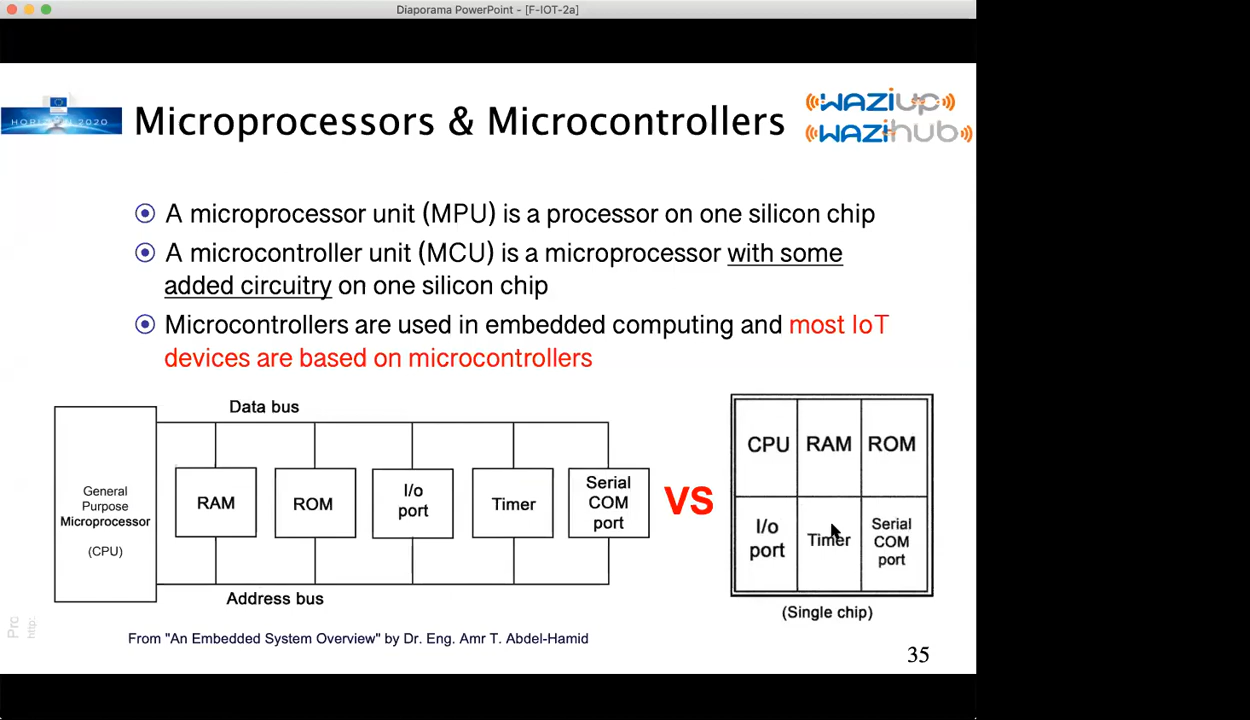 Diaporama PowerPoint - [F-IOT-2a]
HORIZON 2020
Microprocessors & Microcontrollers
WAZIUP
WAZIHUB
A microprocessor unit (MPU) is a processor on one silicon chip
A microcontroller unit (MCU) is a microprocessor with some
added circuitry on one silicon chip
Microcontrollers are used in embedded computing and most IoT
devices are based on microcontrollers
Data bus
General
Purpose
Microprocessor
(CPU)
RAM
ROM
I/o
port
Timer
Serial
COM
port
Address bus
VS
CPU
RAM
ROM
I/o
port
Timer
Serial
COM
port
(Single chip)
From "An Embedded System Overview" by Dr. Eng. Amr T. Abdel-Hamid
Pro
http:
35